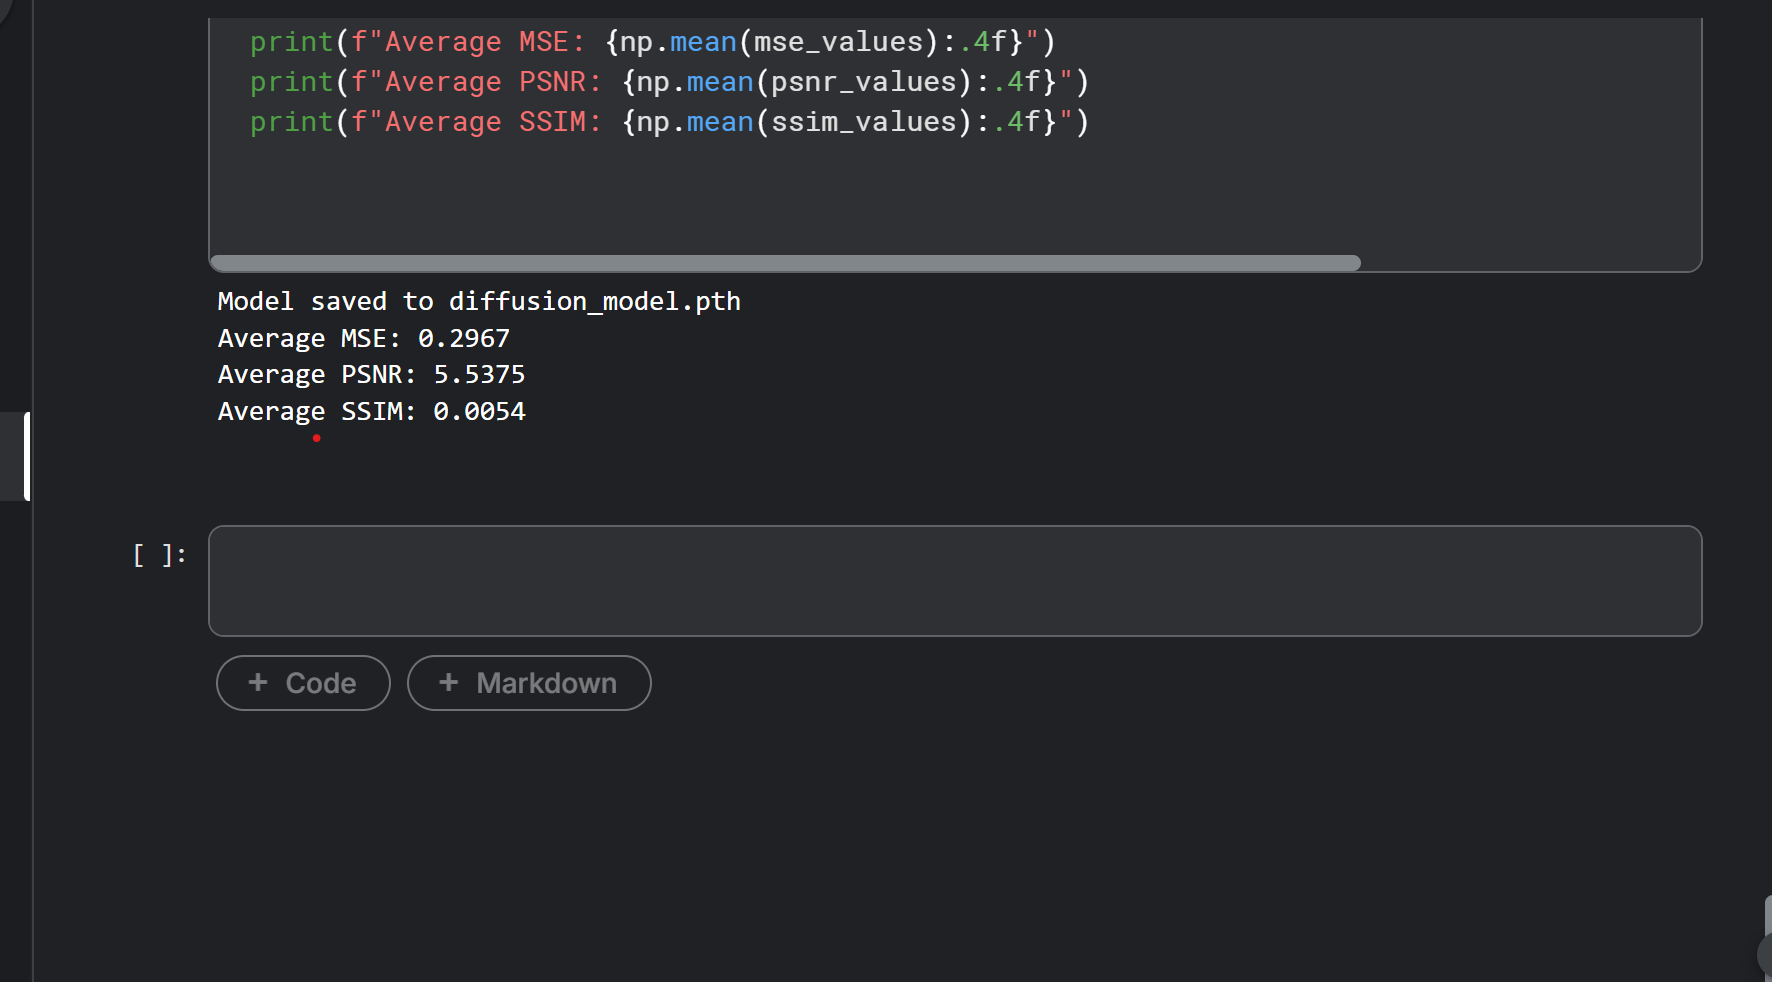 print(f"Average MSE: {np.mean(mse_values):.4f}")
print(f"Average PSNR: {np.mean(psnr_values):.4f}")
print(f"Average SSIM: {np.mean(ssim_values):.4f}")
Model saved to diffusion_model.pth
Average MSE: 0.2967
Average PSNR: 5.5375
Average SSIM: 0.0054
[ ]:
+ Code + Markdown